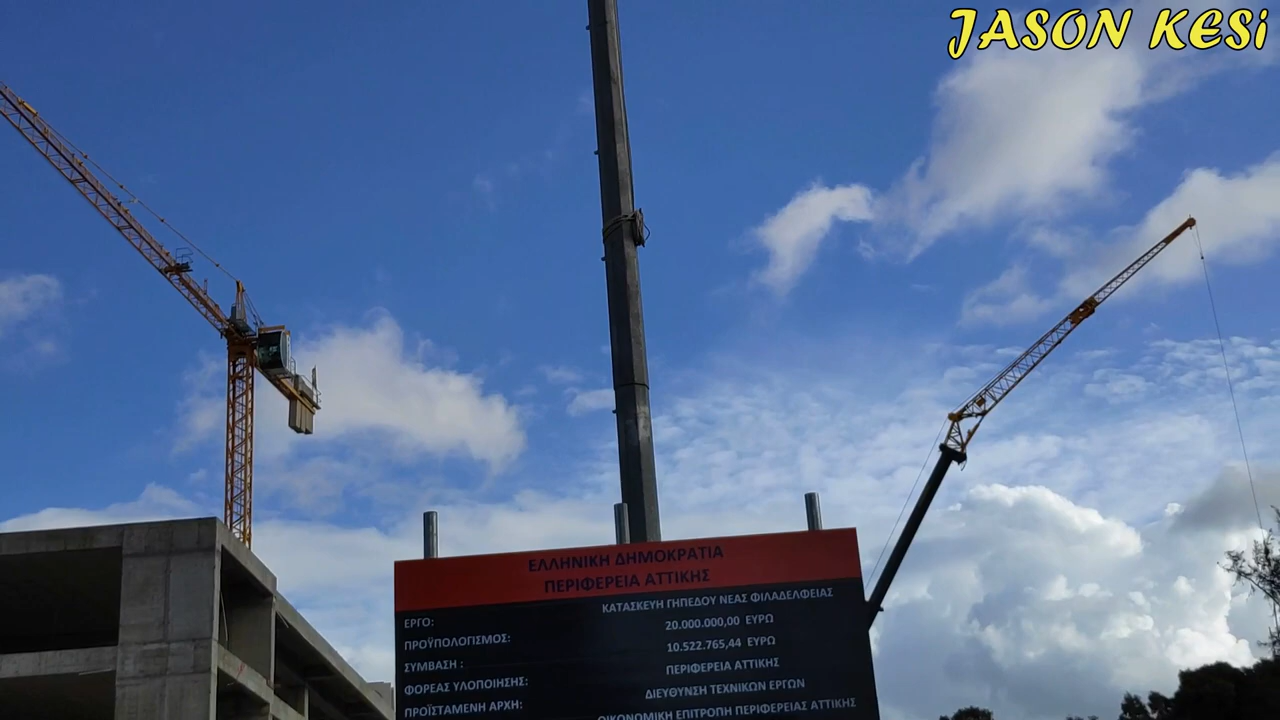 JASON KESi
ΕΛΛΗΝΙΚΗ ΔΗΜΟΚΡΑΤΙΑ
ΠΕΡΙΦΕΡΕΙΑ ΑΤΤΙΚΗΣ
ΕΡΓΟ: ΚΑΤΑΣΚΕΥΗ ΓΗΠΕΔΟΥ ΝΕΑΣ ΦΙΛΑΔΕΛΦΕΙΑΣ
ΠΡΟΫΠΟΛΟΓΙΣΜΟΣ: 20.000.000,00 ΕΥΡΩ
ΣΥΜΒΑΣΗ : 10.522.765,44 ΕΥΡΩ
ΦΟΡΕΑΣ ΥΛΟΠΟΙΗΣΗΣ: ΠΕΡΙΦΕΡΕΙΑ ΑΤΤΙΚΗΣ
ΠΡΟΪΣΤΑΜΕΝΗ ΑΡΧΗ: ΔΙΕΥΘΥΝΣΗ ΤΕΧΝΙΚΩΝ ΕΡΓΩΝ
ΟΙΚΟΝΟΜΙΚΗ ΕΠΙΤΡΟΠΗ ΠΕΡΙΦΕΡΕΙΑΣ ΑΤΤΙΚΗΣ